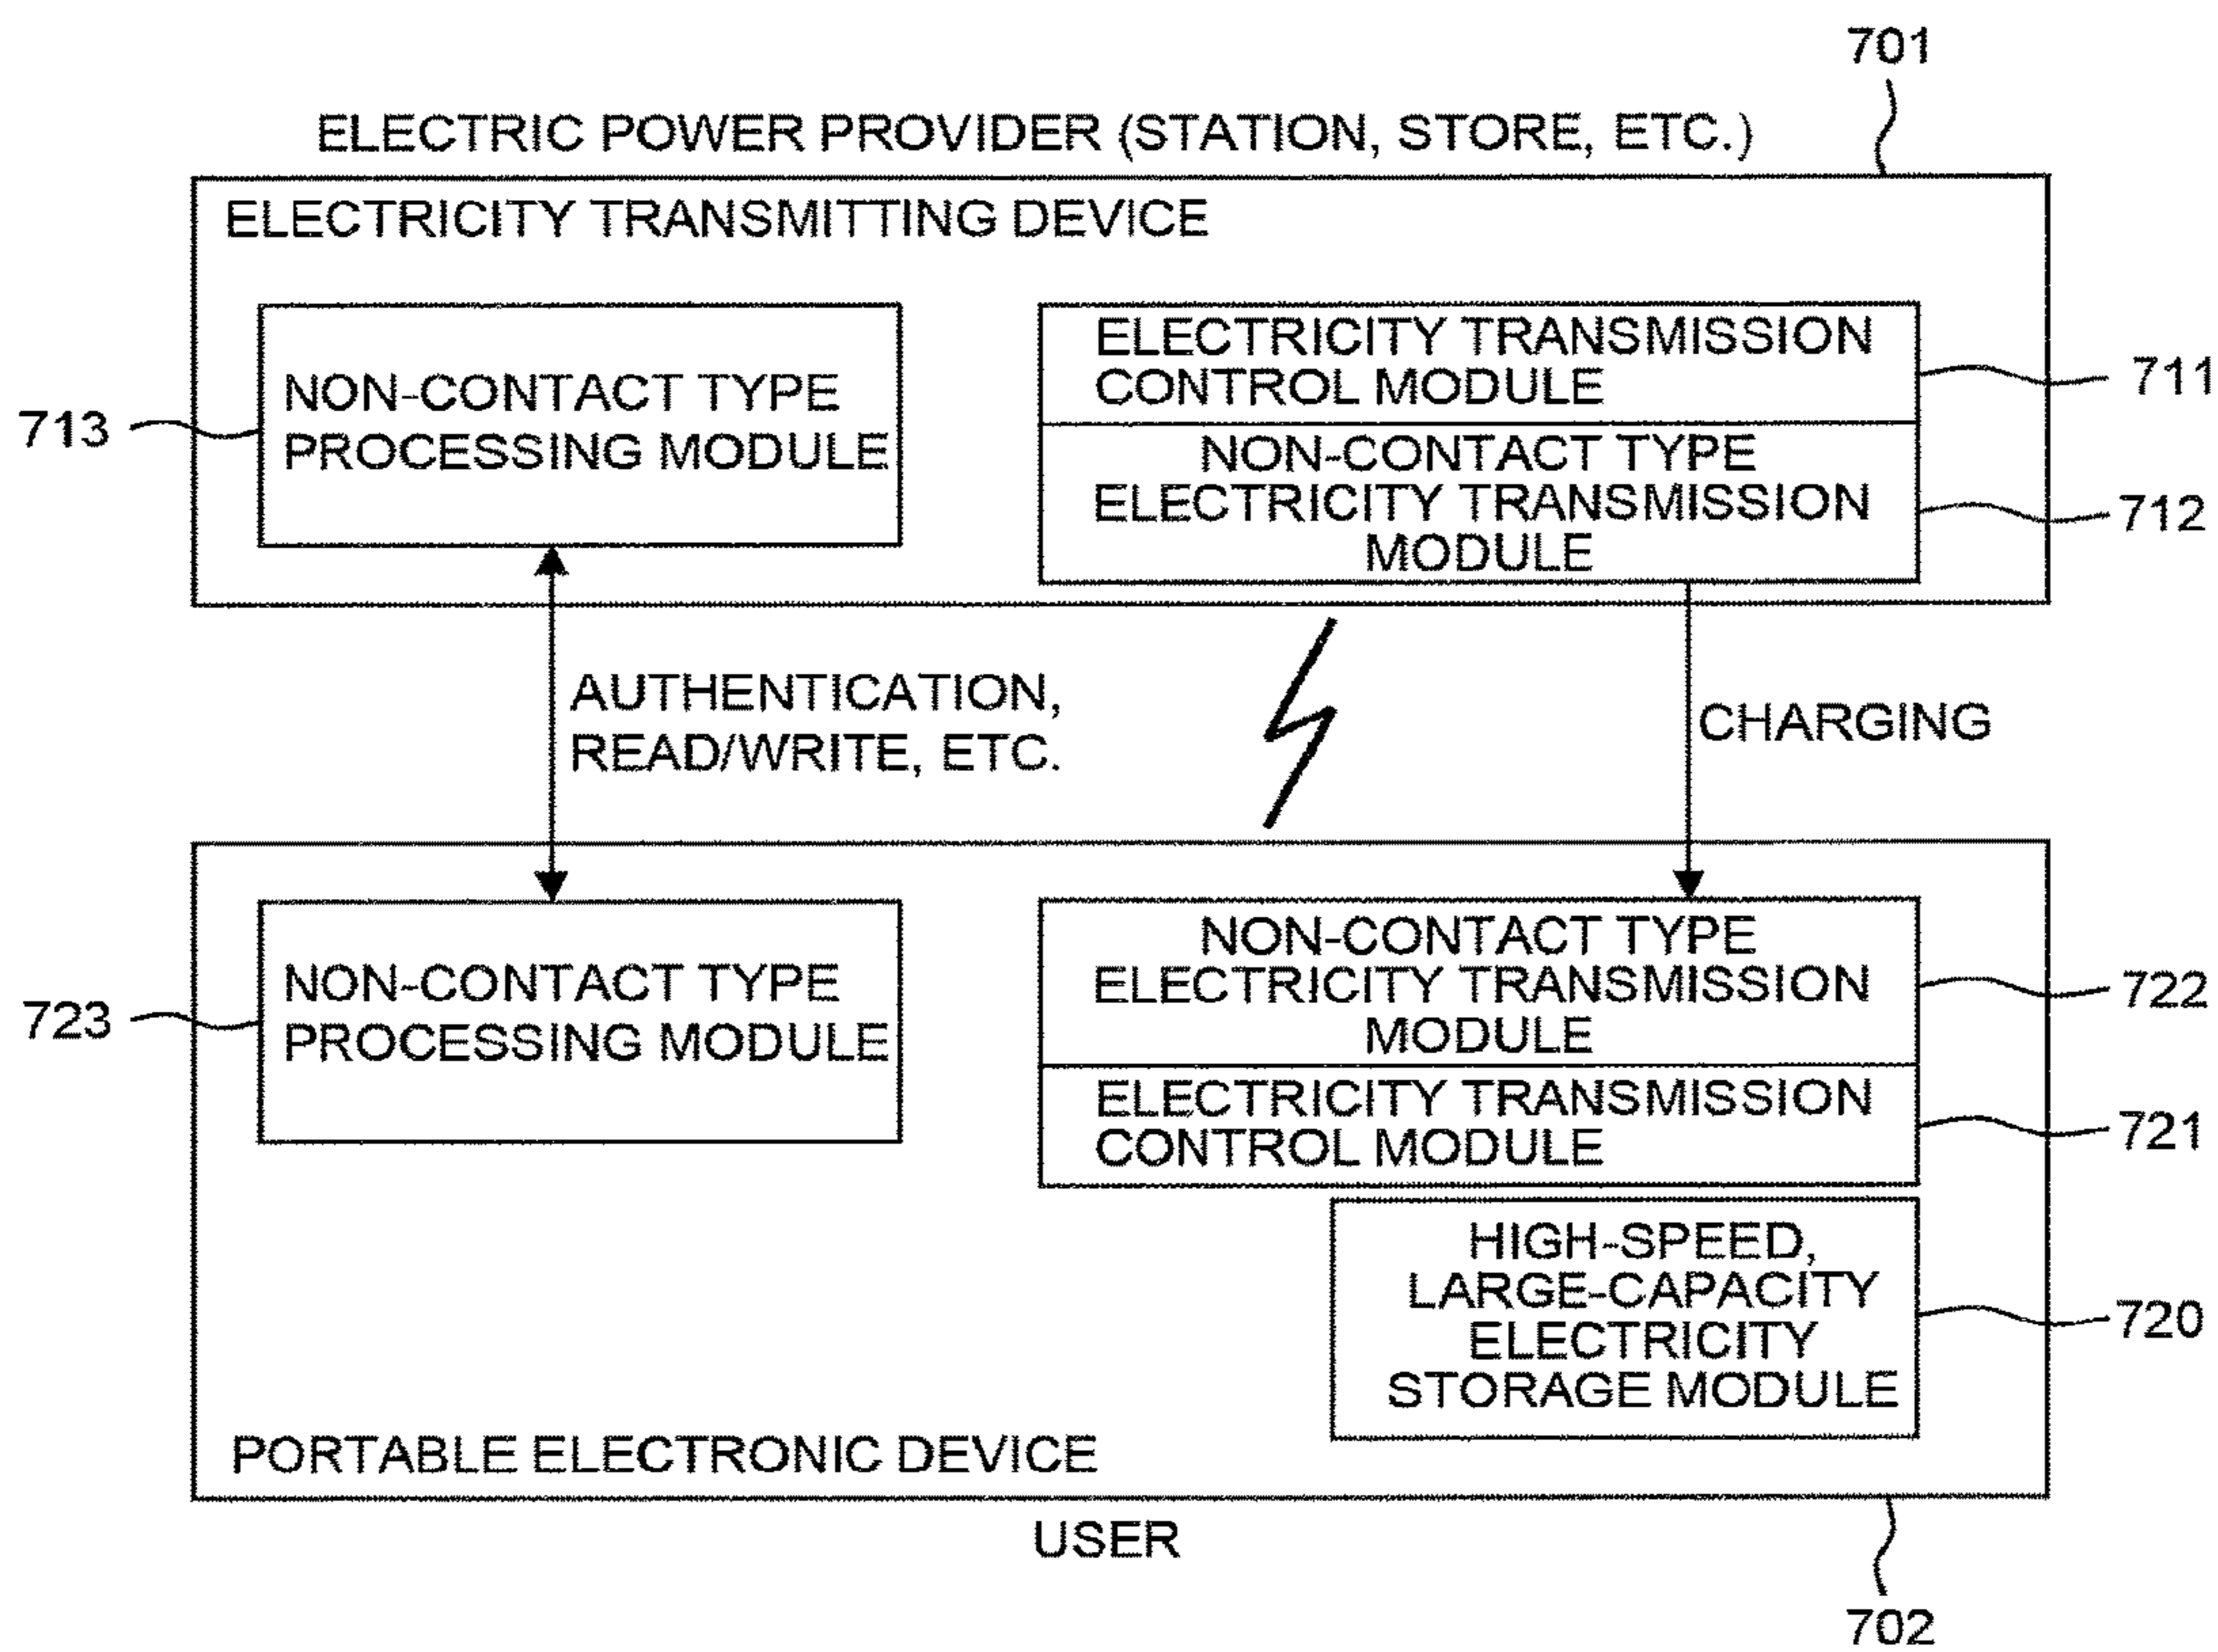 701
ELECTRIC POWER PROVIDER (STATION, STORE, ETC.)
ELECTRICITY TRANSMITTING DEVICE
713
NON-CONTACT TYPE
PROCESSING MODULE
ELECTRICITY TRANSMISSION
CONTROL MODULE
711
NON-CONTACT TYPE
ELECTRICITY TRANSMISSION
MODULE
712
AUTHENTICATION,
READ/WRITE, ETC.
CHARGING
723
NON-CONTACT TYPE
PROCESSING MODULE
NON-CONTACT TYPE
ELECTRICITY TRANSMISSION
MODULE
722
ELECTRICITY TRANSMISSION
CONTROL MODULE
721
HIGH-SPEED,
LARGE-CAPACITY
ELECTRICITY
STORAGE MODULE
720
PORTABLE ELECTRONIC DEVICE
USER
702